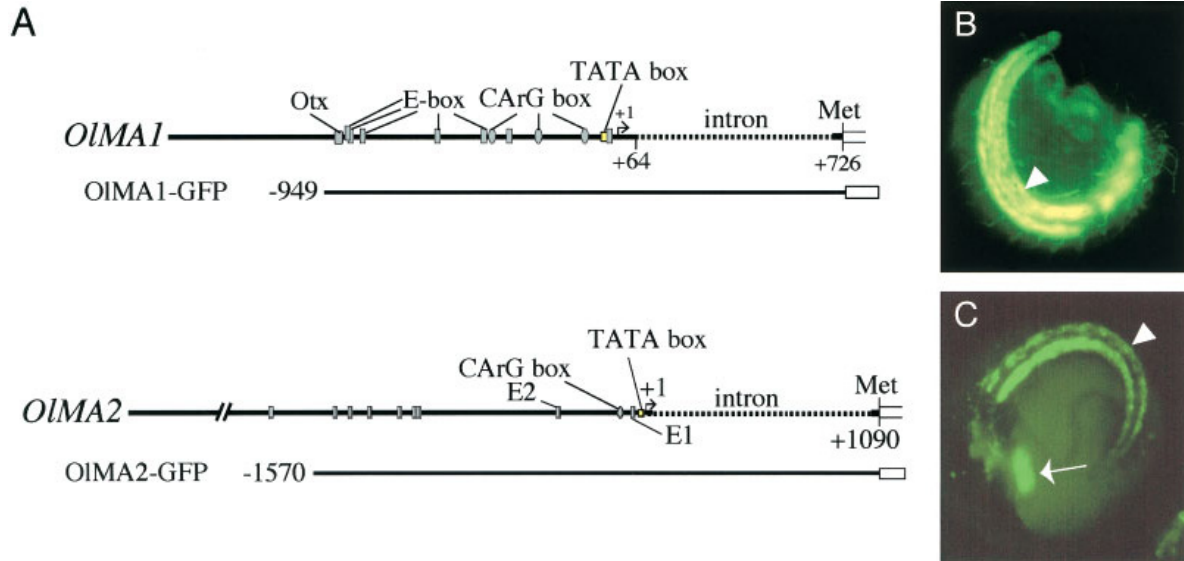 A
Otx
E-box
CArG box
TATA box
+1
OlMA1
intron
Met
+64
+726
OlMA1-GFP
-949
TATA box
CArG box
E2
+1
OlMA2
intron
Met
E1
+1090
OlMA2-GFP
-1570
B
C